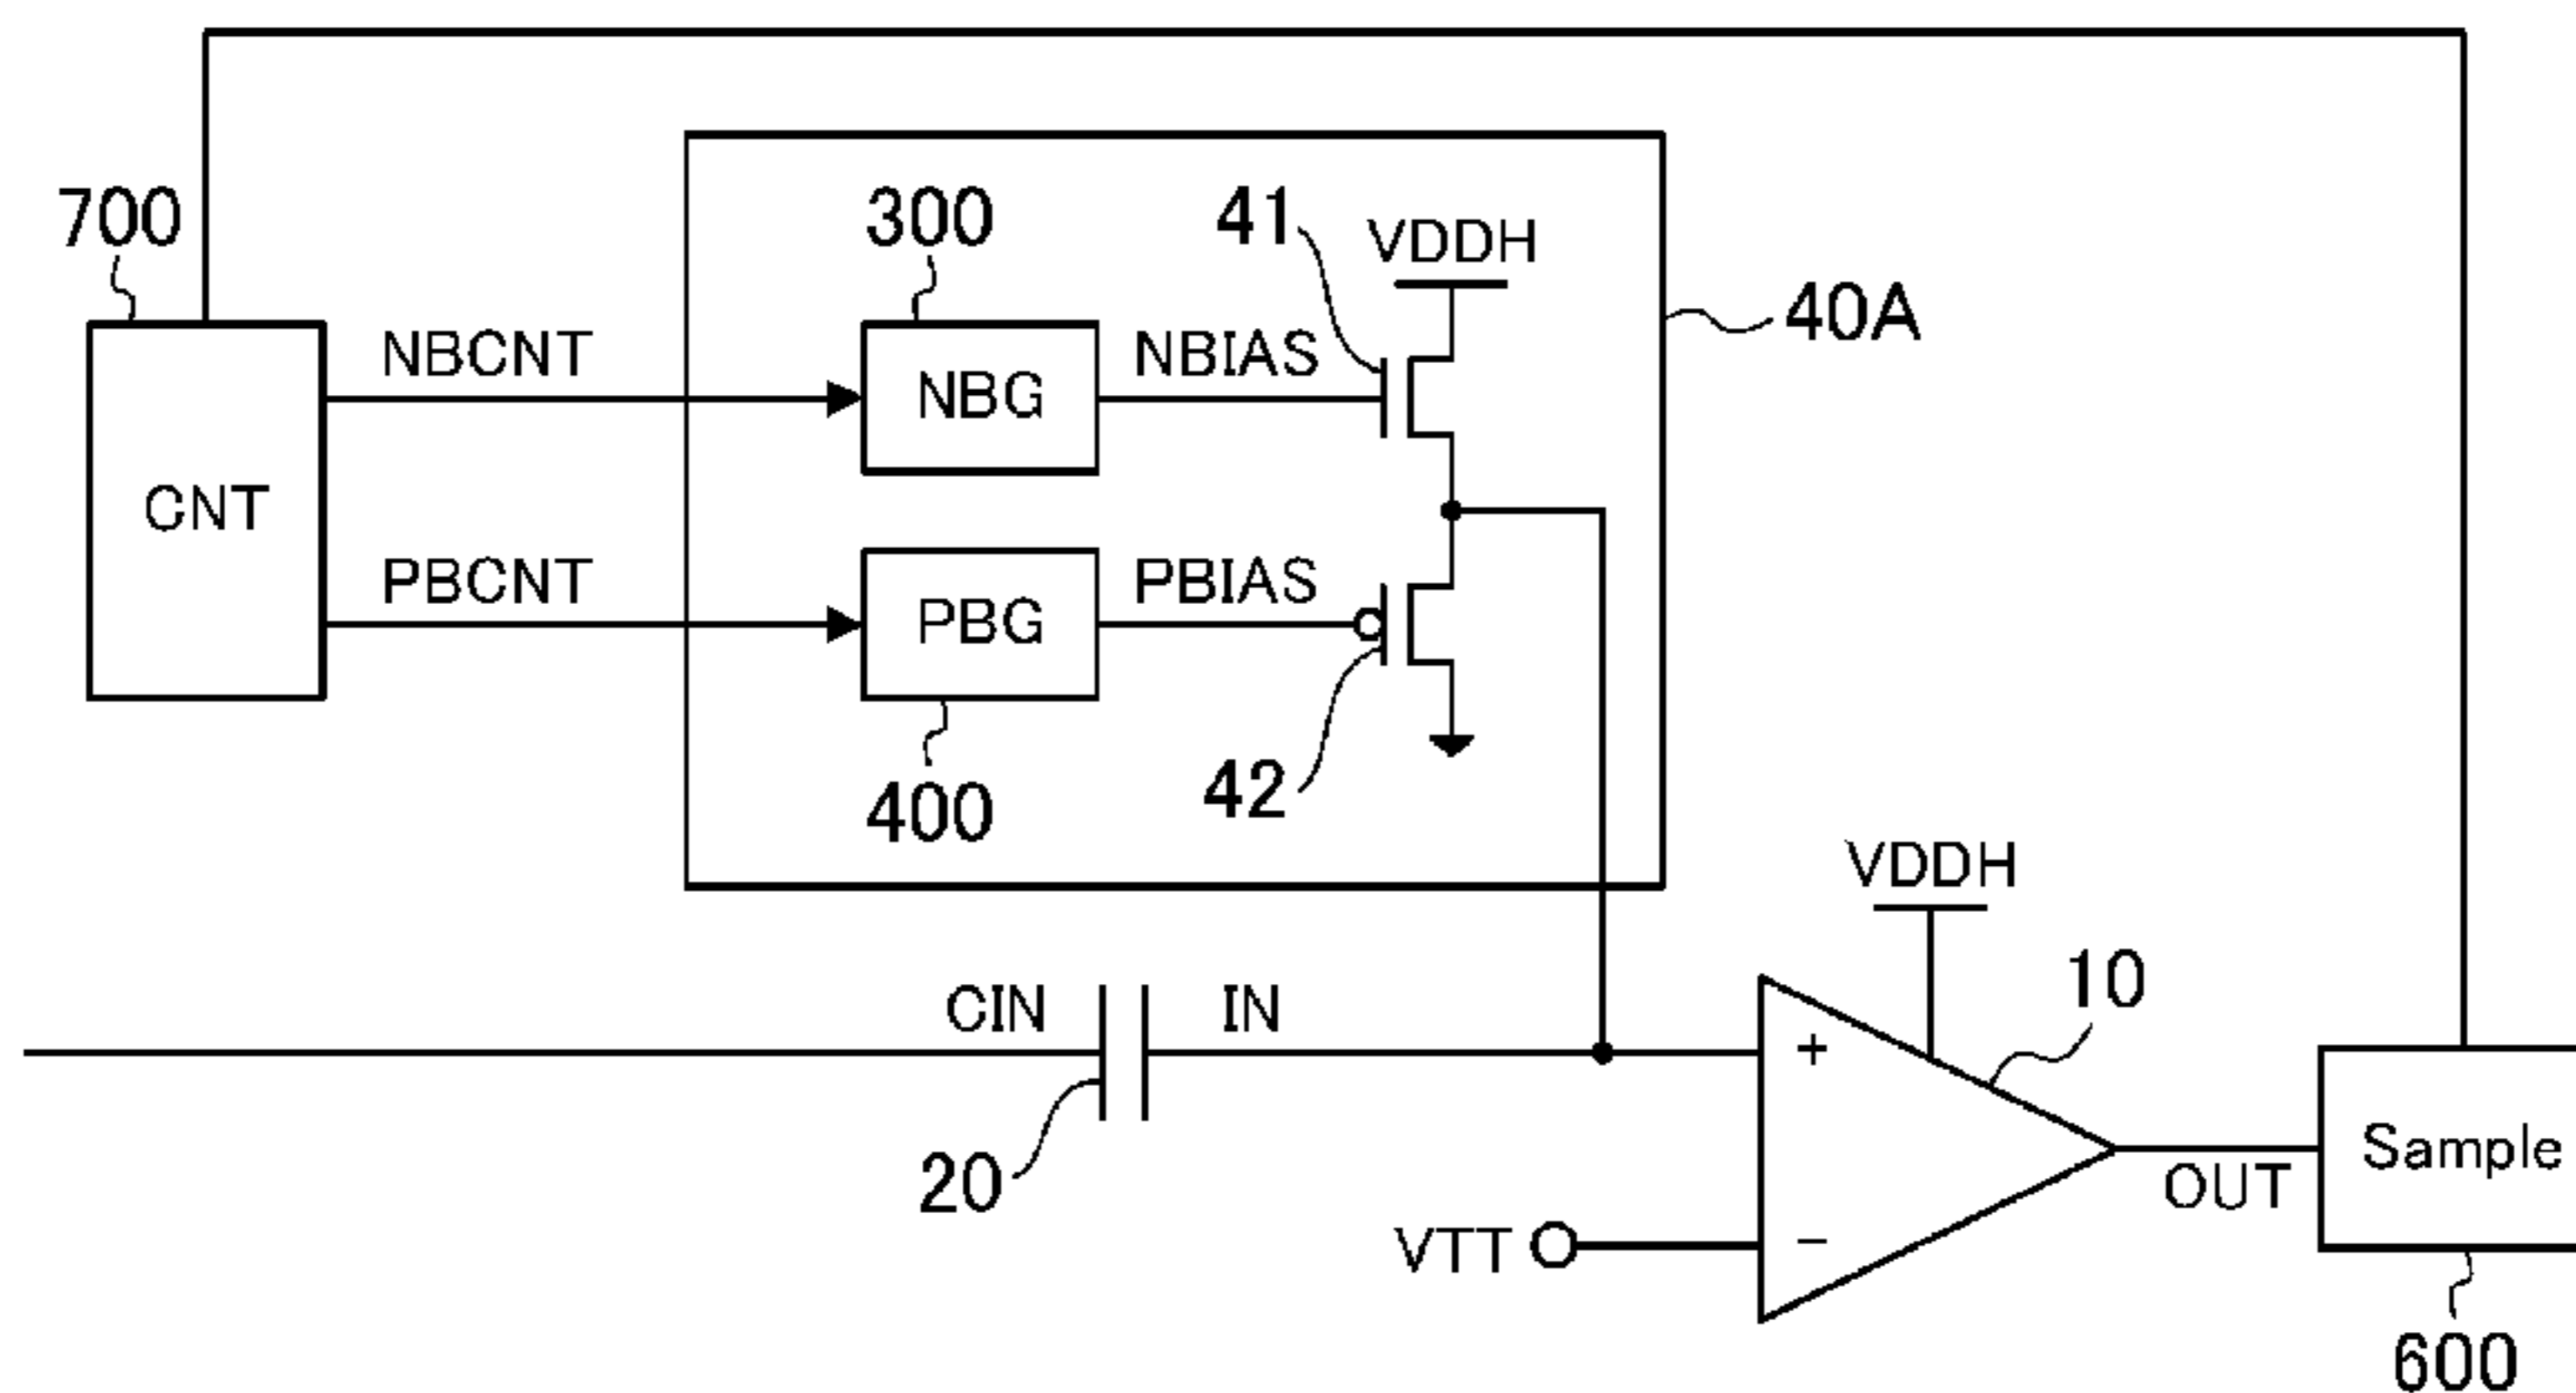 700
300
41
VDDH
40A
NBCNT
NBG
NBIAS
CNT
PBCNT
PBG
PBIAS
400
42
VDDH
10
CIN
IN
+
20
Sample
OUT
VTT
−
600